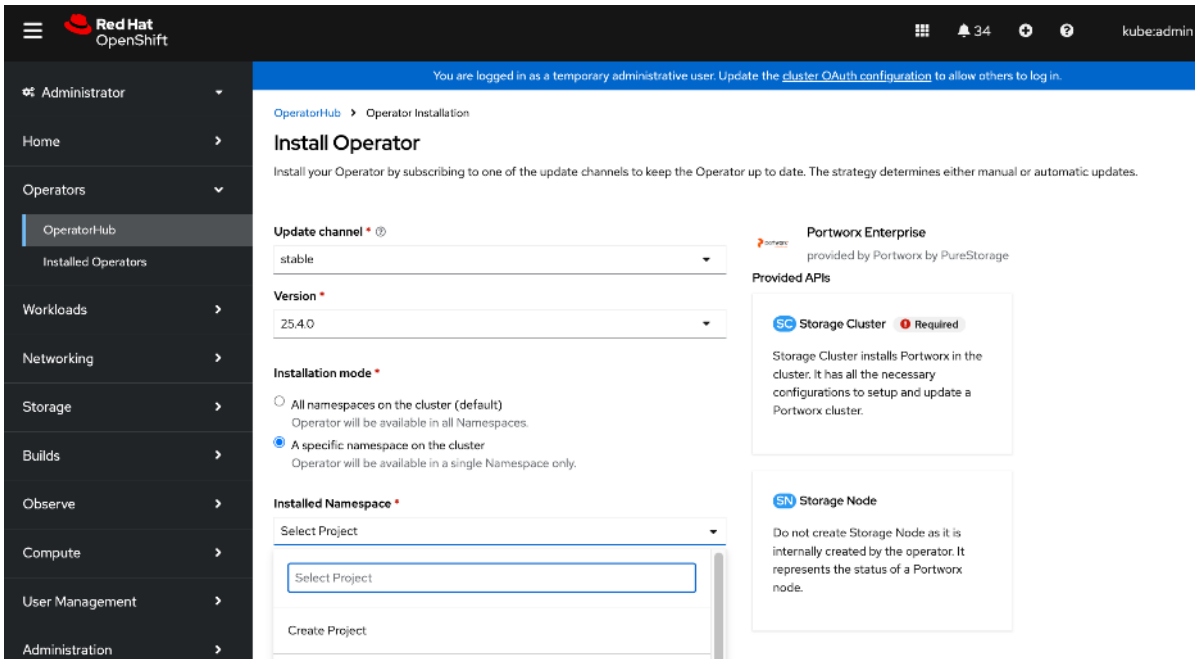 Red Hat
OpenShift
34
kube:admin
Administrator
Home
Operators
OperatorHub
Installed Operators
Workloads
Networking
Storage
Builds
Observe
Compute
User Management
Administration
You are logged in as a temporary administrative user. Update the cluster OAuth configuration to allow others to log in.
OperatorHub > Operator Installation
Install Operator
Install your Operator by subscribing to one of the update channels to keep the Operator up to date. The strategy determines either manual or automatic updates.
Update channel *
stable
Version *
25.4.0
Installation mode *
All namespaces on the cluster (default)
Operator will be available in all Namespaces.
A specific namespace on the cluster
Operator will be available in a single Namespace only.
Installed Namespace *
Select Project
Select Project
Create Project
Portworx Enterprise
provided by Portworx by PureStorage
Provided APIs
SC Storage Cluster Required
Storage Cluster installs Portworx in the
cluster. It has all the necessary
configurations to setup and update a
Portworx cluster.
SN Storage Node
Do not create Storage Node as it is
internally created by the operator. It
represents the status of a Portworx
node.